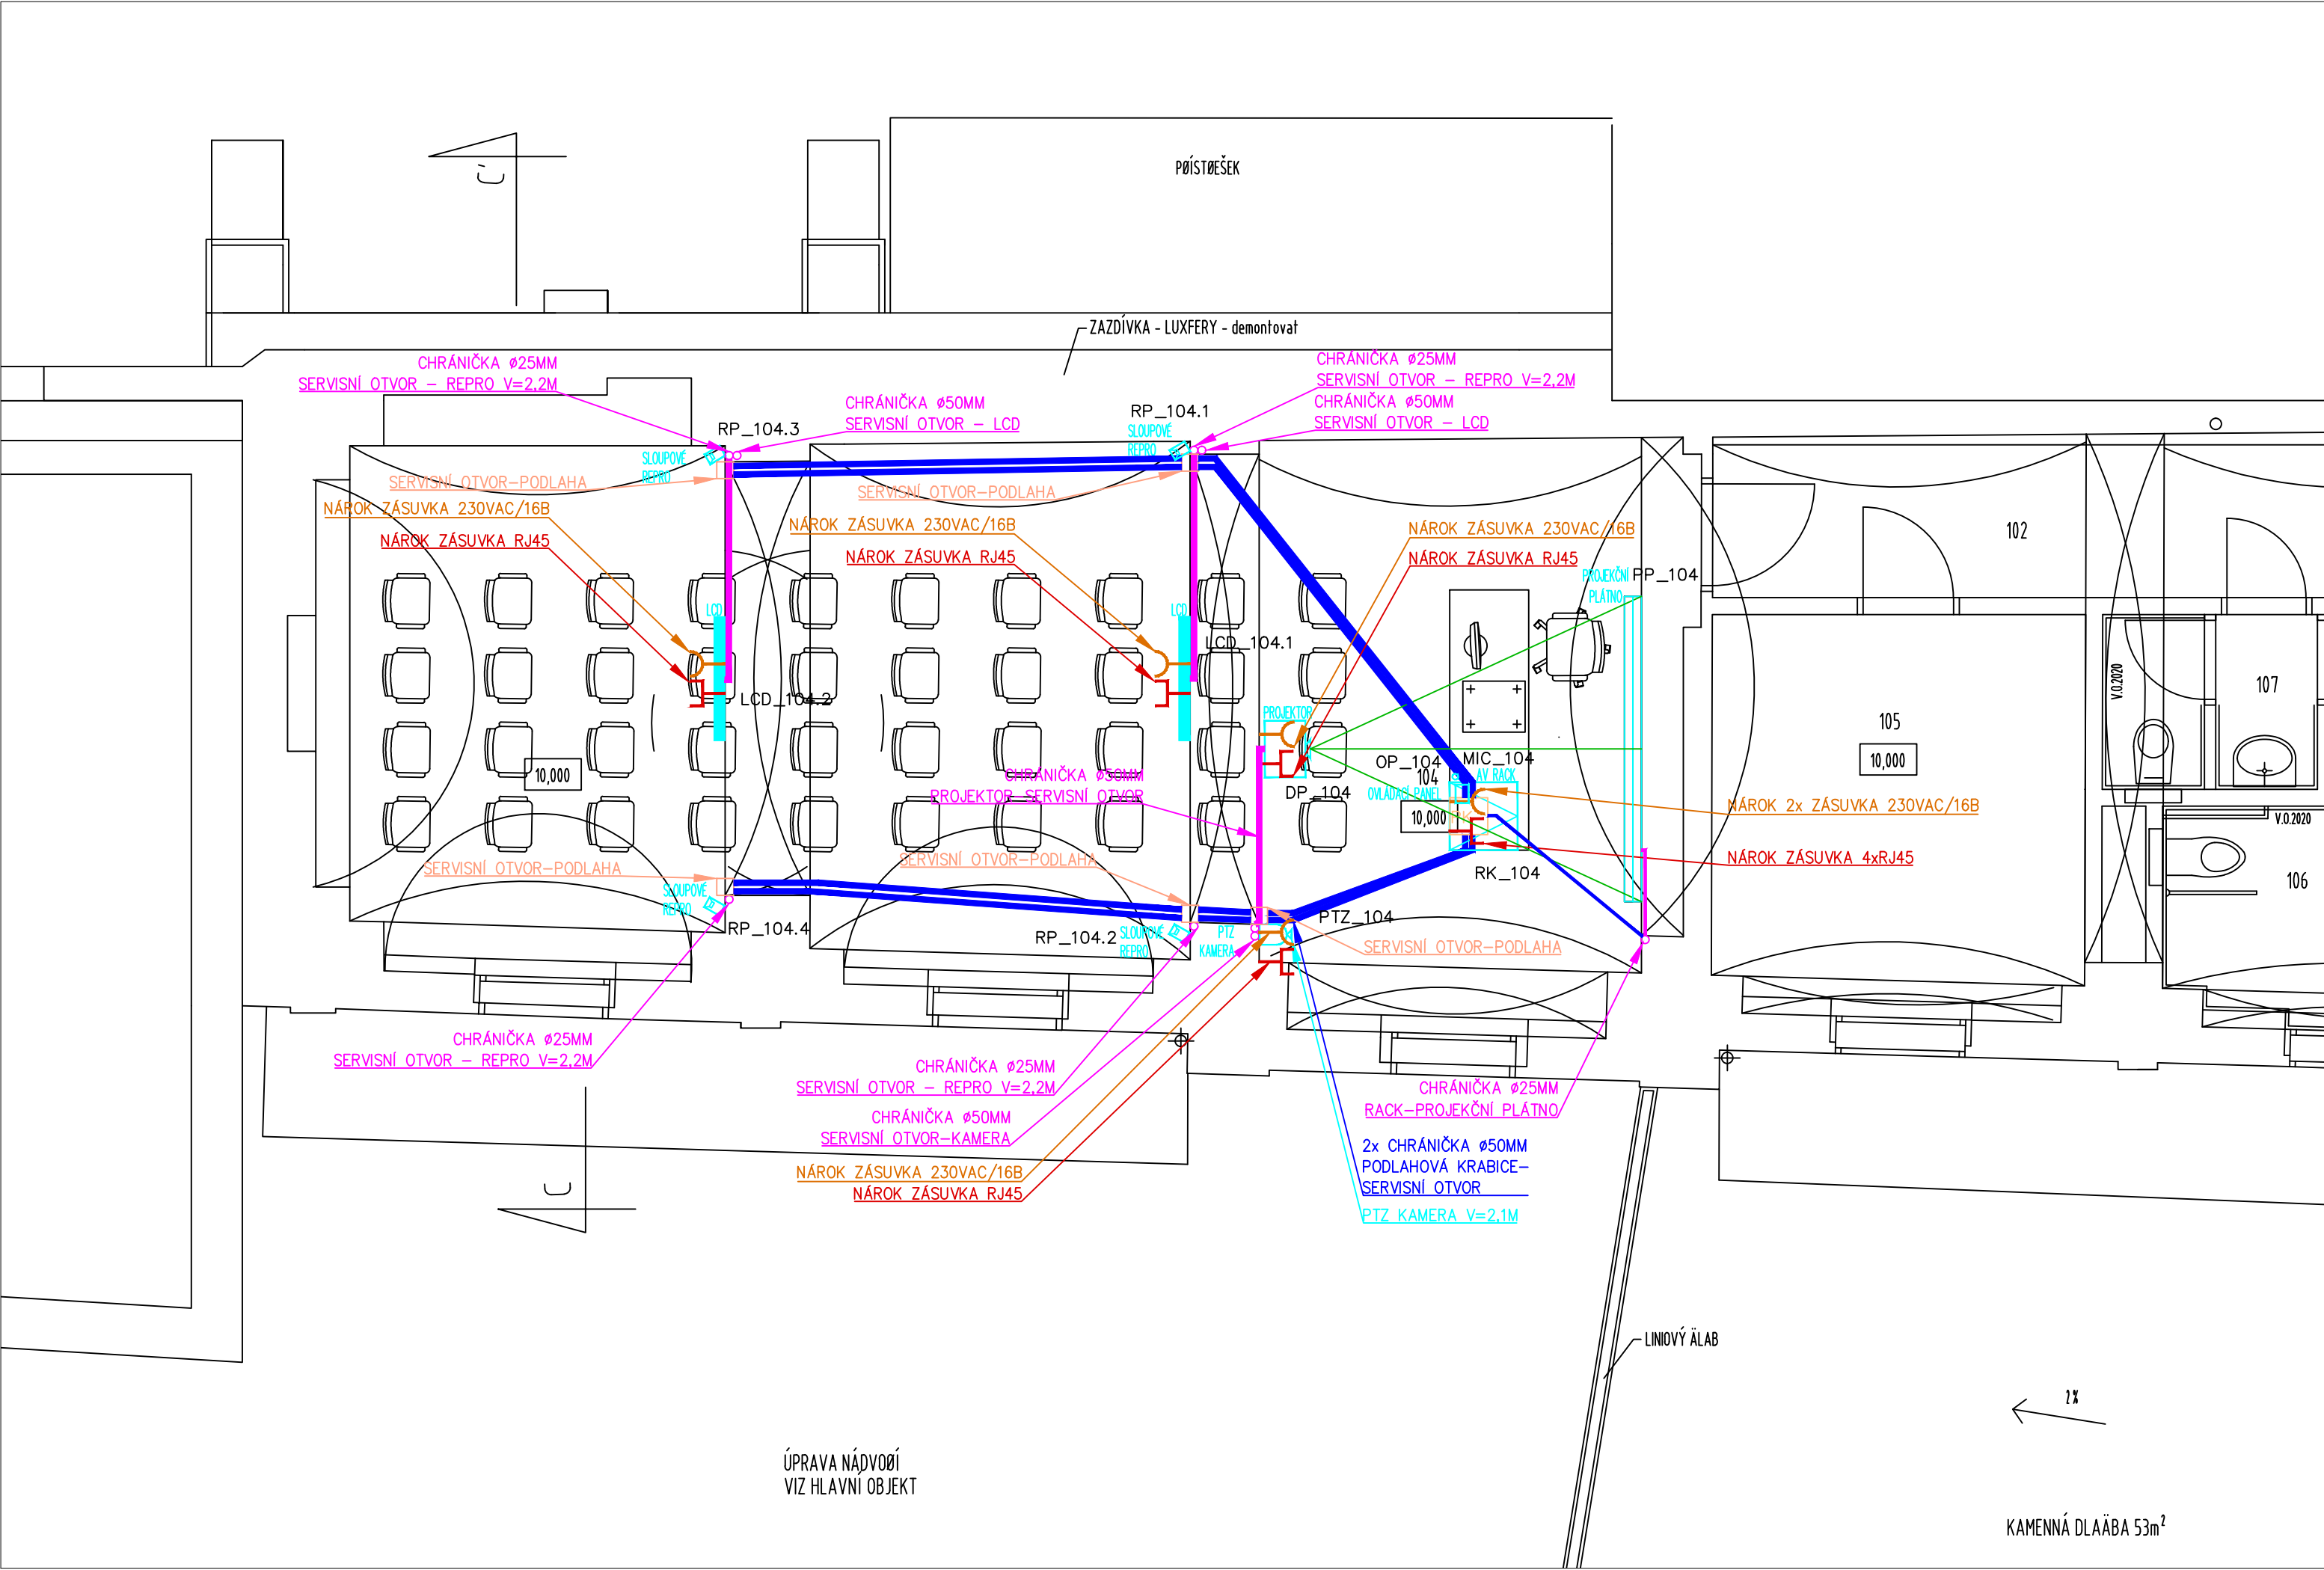 C'
PØÍSTØEŠEK
ZAZDÍVKA - LUXFERY - demontovat
CHRÁNIČKA ø25MM
SERVISNÍ OTVOR - REPRO V=2,2M
CHRÁNIČKA ø25MM
SERVISNÍ OTVOR - REPRO V=2,2M
CHRÁNIČKA ø50MM
SERVISNÍ OTVOR - LCD
CHRÁNIČKA ø50MM
SERVISNÍ OTVOR - LCD
RP_104.3
RP_104.1
SLOUPOVÉ
REPRO
SLOUPOVÉ
REPRO
SERVISNÍ OTVOR-PODLAHA
SERVISNÍ OTVOR-PODLAHA
NÁROK ZÁSUVKA 230VAC/16B
NÁROK ZÁSUVKA RJ45
NÁROK ZÁSUVKA 230VAC/16B
NÁROK ZÁSUVKA RJ45
NÁROK ZÁSUVKA 230VAC/16B
NÁROK ZÁSUVKA RJ45
102
PROJEKČNÍ
PLÁTNO
PP_104
LCD
LCD
LCD_104.1
LCD_104.2
V.O.2020
107
PROJEKTOR
105
10,000
10,000
CHRÁNIČKA ø50MM
PROJEKTOR-SERVISNÍ OTVOR
DP_104
OP_104
MIC_104
104
AV RACK
OVLÁDACÍ PANEL
10,000
NÁROK 2x ZÁSUVKA 230VAC/16B
V.O.2020
NÁROK ZÁSUVKA 4xRJ45
RK_104
106
SERVISNÍ OTVOR-PODLAHA
SERVISNÍ OTVOR-PODLAHA
SLOUPOVÉ
REPRO
RP_104.4
RP_104.2
SLOUPOVÉ
REPRO
PTZ
KAMERA
PTZ_104
SERVISNÍ OTVOR-PODLAHA
CHRÁNIČKA ø25MM
SERVISNÍ OTVOR - REPRO V=2,2M
CHRÁNIČKA ø25MM
SERVISNÍ OTVOR - REPRO V=2,2M
CHRÁNIČKA ø50MM
SERVISNÍ OTVOR-KAMERA
NÁROK ZÁSUVKA 230VAC/16B
NÁROK ZÁSUVKA RJ45
CHRÁNIČKA ø25MM
RACK-PROJEKČNÍ PLÁTNO
2x CHRÁNIČKA ø50MM
PODLAHOVÁ KRABICE-
SERVISNÍ OTVOR
PTZ KAMERA V=2,1M
C
LINIOVÝ ÄLAB
2 %
ÚPRAVA NÁDVOØÍ
VIZ HLAVNÍ OBJEKT
KAMENNÁ DLAÄBA 53m²